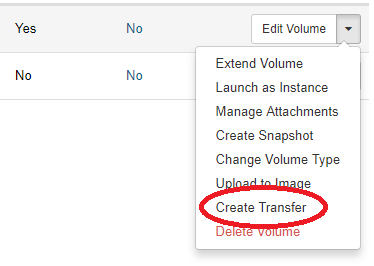 Yes No Edit Volume
Extend Volume
No No Launch as Instance
Manage Attachments
Create Snapshot
Change Volume Type
Upload to Image
Create Transfer
Delete Volume